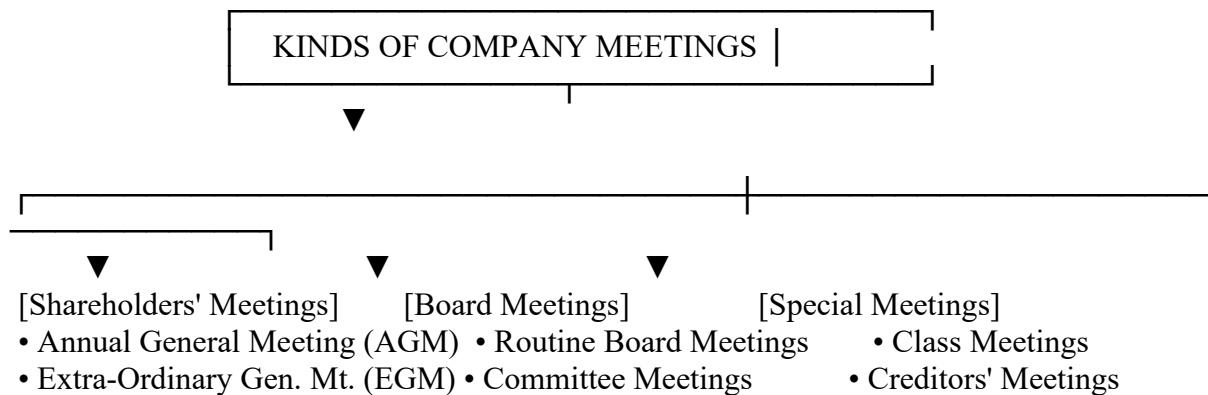 KINDS OF COMPANY MEETINGS
[Shareholders' Meetings] [Board Meetings] [Special Meetings]
• Annual General Meeting (AGM) • Routine Board Meetings • Class Meetings
• Extra-Ordinary Gen. Mt. (EGM) • Committee Meetings • Creditors' Meetings